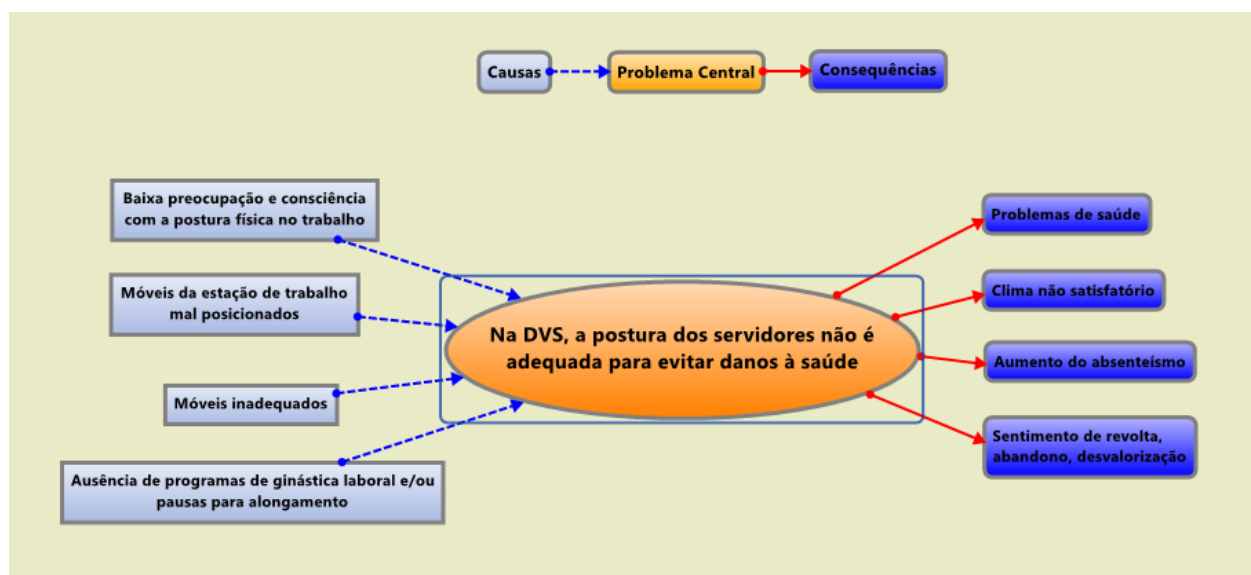 Causas
Problema Central
Consequências
Baixa preocupação e consciência
com a postura física no trabalho
Móveis da estação de trabalho
mal posicionados
Móveis inadequados
Ausência de programas de ginástica laboral e/ou
pausas para alongamento
Na DVS, a postura dos servidores não é
adequada para evitar danos à saúde
Problemas de saúde
Clima não satisfatório
Aumento do absenteísmo
Sentimento de revolta,
abandono, desvalorização